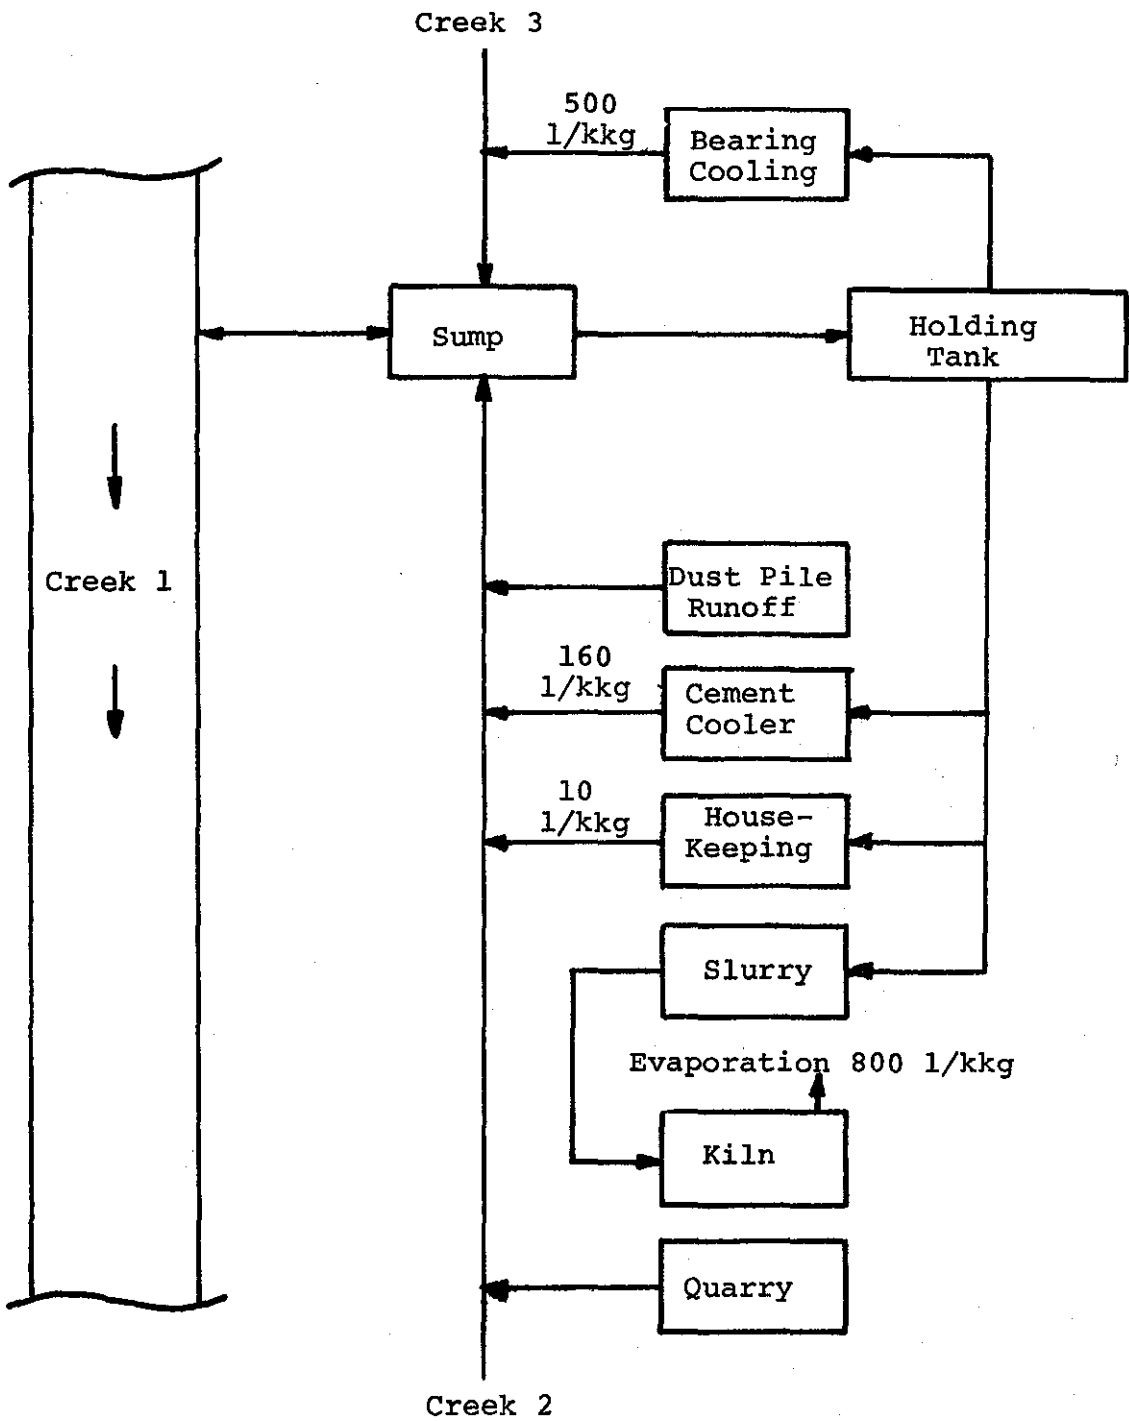 Creek 3
500
l/kkg
Bearing
Cooling
Sump
Holding
Tank
Creek 1
Dust Pile
Runoff
160
l/kkg
Cement
Cooler
10
l/kkg
House-
Keeping
Slurry
Evaporation 800 l/kkg
Kiln
Quarry
Creek 2